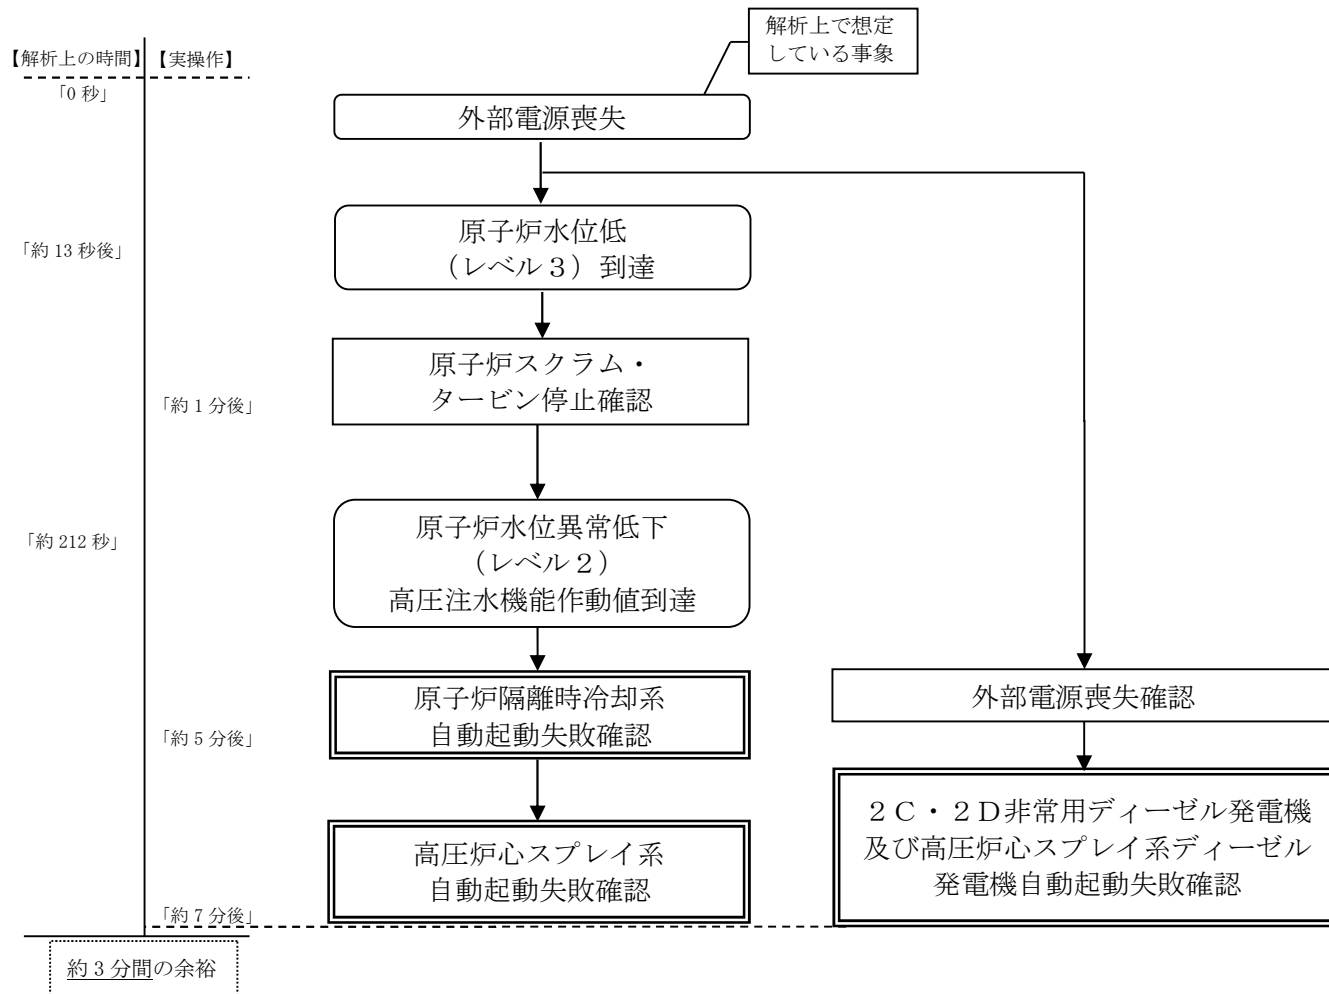 解析上で想定
している事象
【解析上の時間】
【実操作】
「0 秒」
外部電源喪失
「約 13 秒後」
原子炉水位低
（レベル３）到達
原子炉スクラム・
タービン停止確認
「約 1 分後」
「約 212 秒」
原子炉水位異常低下
（レベル２）
高圧注水機能作動値到達
原子炉隔離時冷却系
自動起動失敗確認
「約 5 分後」
外部電源喪失確認
高圧炉心スプレイ系
自動起動失敗確認
２Ｃ・２Ｄ非常用ディーゼル発電機
及び高圧炉心スプレイ系ディーゼル
発電機自動起動失敗確認
「約 7 分後」
約 3 分間の余裕